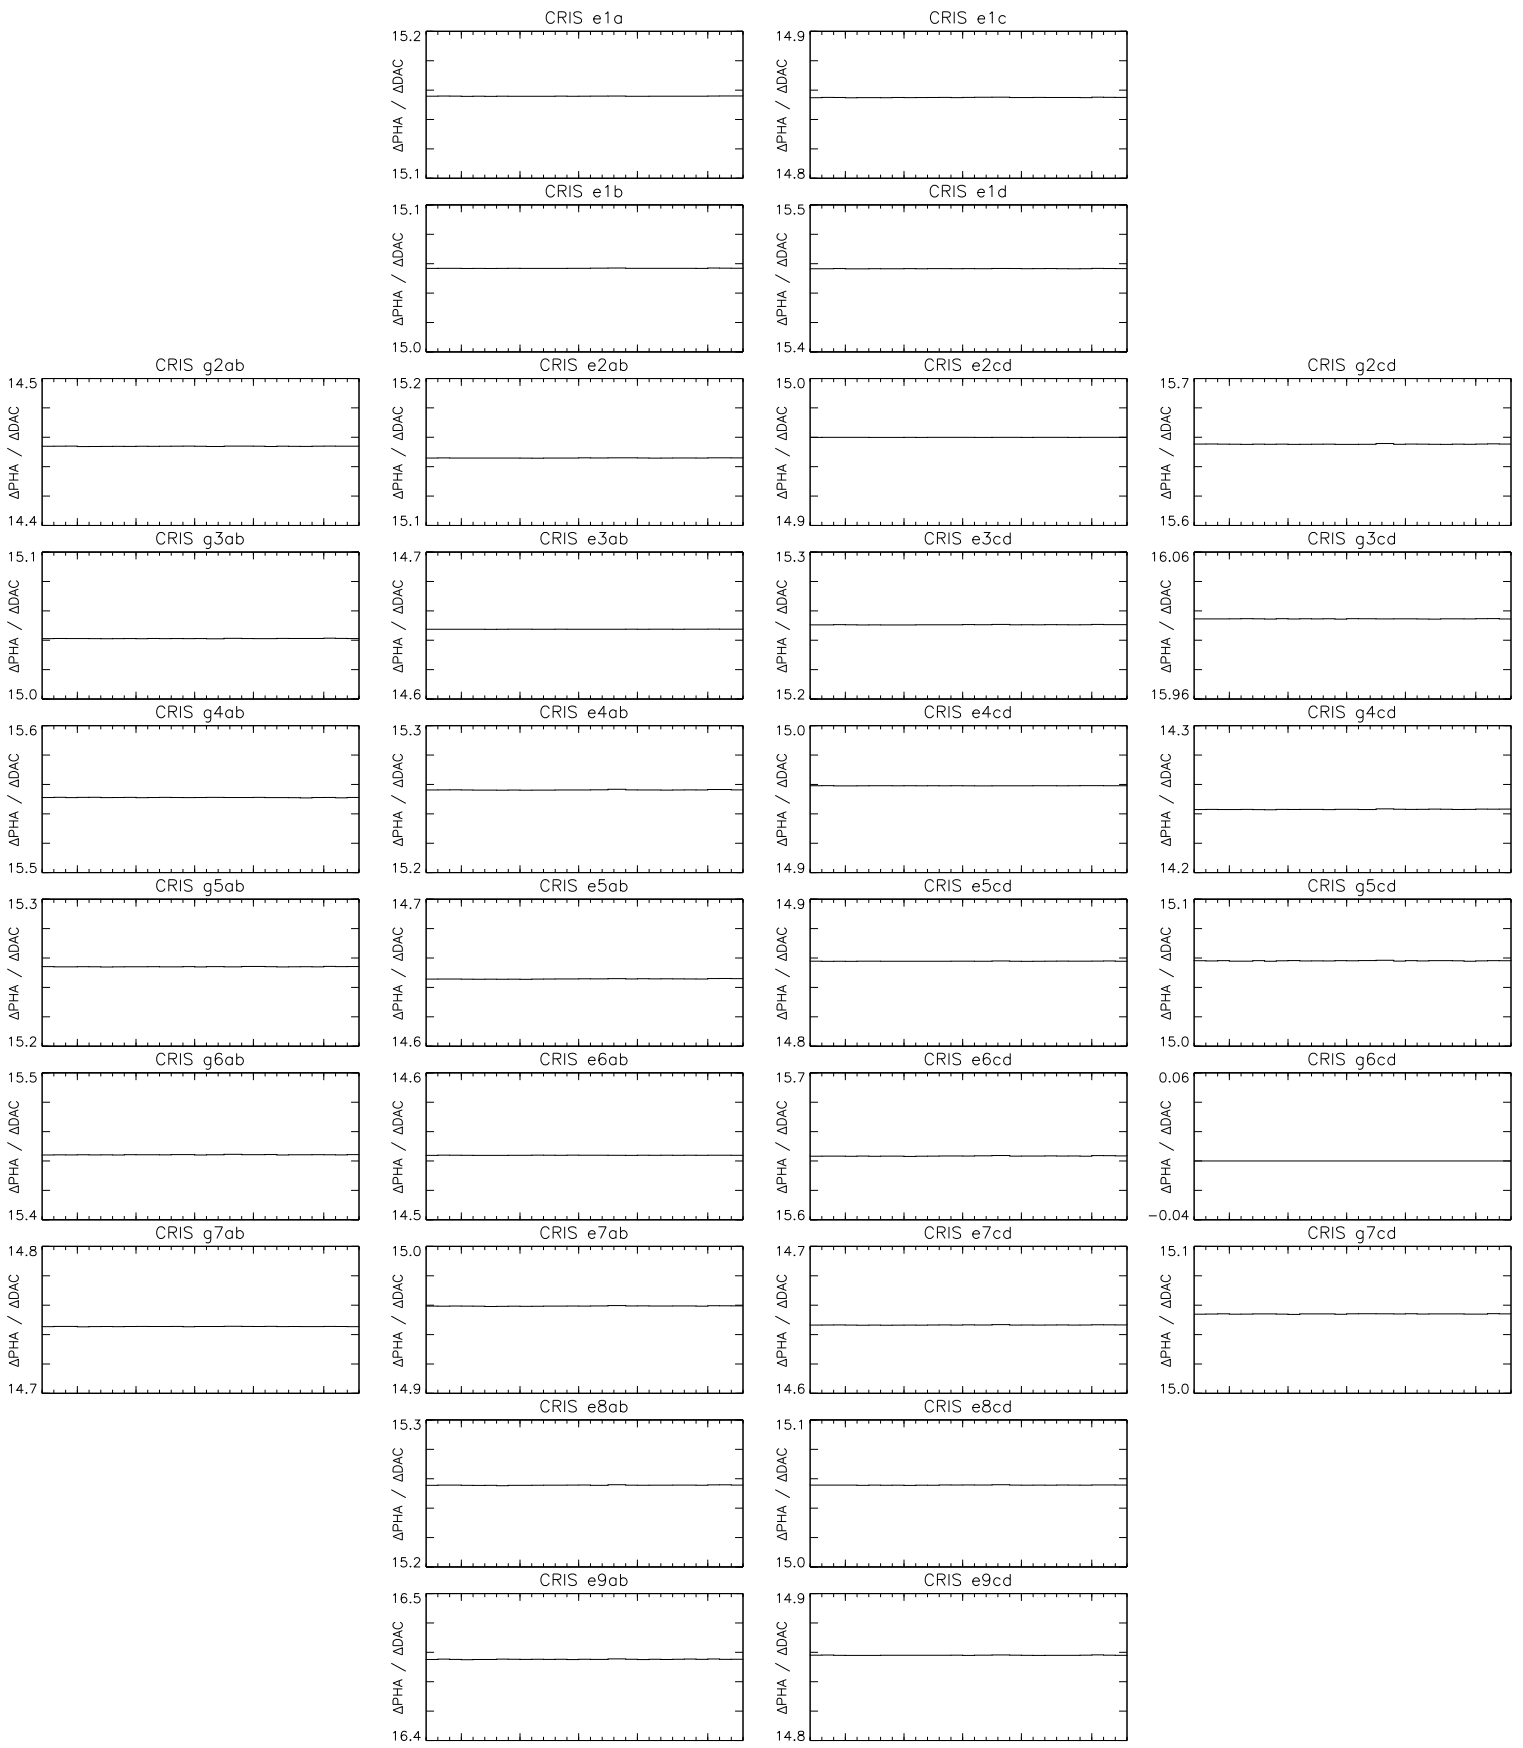 CRIS e1a
CRIS e1c
15.2
ΔPHA / ΔDAC
15.1
14.9
ΔPHA / ΔDAC
14.8
CRIS e1b
CRIS e1d
15.1
ΔPHA / ΔDAC
15.0
15.5
ΔPHA / ΔDAC
15.4
CRIS g2ab
CRIS e2ab
CRIS e2cd
CRIS g2cd
14.5
ΔPHA / ΔDAC
14.4
15.2
ΔPHA / ΔDAC
15.1
15.0
ΔPHA / ΔDAC
14.9
15.7
ΔPHA / ΔDAC
15.6
CRIS g3ab
CRIS e3ab
CRIS e3cd
CRIS g3cd
15.1
ΔPHA / ΔDAC
15.0
14.7
ΔPHA / ΔDAC
14.6
15.3
ΔPHA / ΔDAC
15.2
16.06
ΔPHA / ΔDAC
15.96
CRIS g4ab
CRIS e4ab
CRIS e4cd
CRIS g4cd
15.6
ΔPHA / ΔDAC
15.5
15.3
ΔPHA / ΔDAC
15.2
15.0
ΔPHA / ΔDAC
14.9
14.3
ΔPHA / ΔDAC
14.2
CRIS g5ab
CRIS e5ab
CRIS e5cd
CRIS g5cd
15.3
ΔPHA / ΔDAC
15.2
14.7
ΔPHA / ΔDAC
14.6
14.9
ΔPHA / ΔDAC
14.8
15.1
ΔPHA / ΔDAC
15.0
CRIS g6ab
CRIS e6ab
CRIS e6cd
CRIS g6cd
15.5
ΔPHA / ΔDAC
15.4
14.6
ΔPHA / ΔDAC
14.5
15.7
ΔPHA / ΔDAC
15.6
0.06
ΔPHA / ΔDAC
−0.04
CRIS g7ab
CRIS e7ab
CRIS e7cd
CRIS g7cd
14.8
ΔPHA / ΔDAC
14.7
15.0
ΔPHA / ΔDAC
14.9
14.7
ΔPHA / ΔDAC
14.6
15.1
ΔPHA / ΔDAC
15.0
CRIS e8ab
CRIS e8cd
15.3
ΔPHA / ΔDAC
15.2
15.1
ΔPHA / ΔDAC
15.0
CRIS e9ab
CRIS e9cd
16.5
ΔPHA / ΔDAC
16.4
14.9
ΔPHA / ΔDAC
14.8